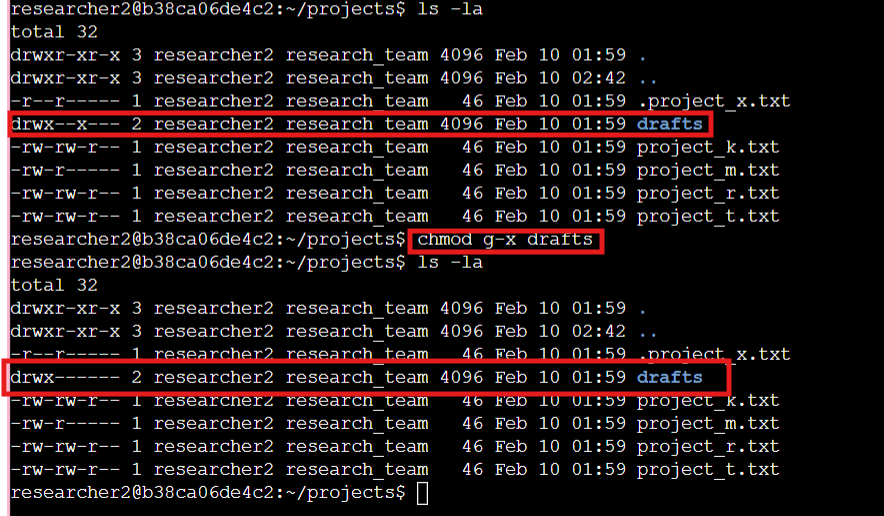 researcher2@b38ca06de4c2:~/projects$ ls -la
total 32
drwxr-xr-x 3 researcher2 research_team 4096 Feb 10 01:59 .
drwxr-xr-x 3 researcher2 research_team 4096 Feb 10 02:42 ..
-r--r----- 1 researcher2 research_team   46 Feb 10 01:59 .project_x.txt
drwx--x--- 2 researcher2 research_team 4096 Feb 10 01:59 drafts
-rw-rw-r-- 1 researcher2 research_team   46 Feb 10 01:59 project_k.txt
-rw-r----- 1 researcher2 research_team   46 Feb 10 01:59 project_m.txt
-rw-rw-r-- 1 researcher2 research_team   46 Feb 10 01:59 project_r.txt
-rw-rw-r-- 1 researcher2 research_team   46 Feb 10 01:59 project_t.txt
researcher2@b38ca06de4c2:~/projects$ chmod g-x drafts
researcher2@b38ca06de4c2:~/projects$ ls -la
total 32
drwxr-xr-x 3 researcher2 research_team 4096 Feb 10 01:59 .
drwxr-xr-x 3 researcher2 research_team 4096 Feb 10 02:42 ..
-r--r----- 1 researcher2 research_team   46 Feb 10 01:59 .project_x.txt
drwx------ 2 researcher2 research_team 4096 Feb 10 01:59 drafts
-rw-rw-r-- 1 researcher2 research_team   46 Feb 10 01:59 project_k.txt
-rw-r----- 1 researcher2 research_team   46 Feb 10 01:59 project_m.txt
-rw-rw-r-- 1 researcher2 research_team   46 Feb 10 01:59 project_r.txt
-rw-rw-r-- 1 researcher2 research_team   46 Feb 10 01:59 project_t.txt
researcher2@b38ca06de4c2:~/projects$